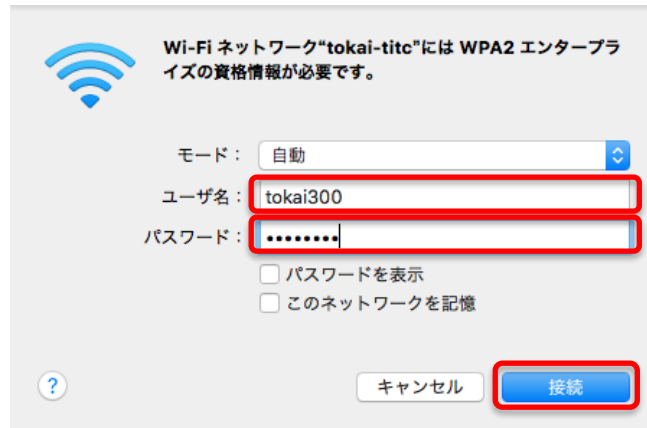 Wi-Fi ネットワーク“tokai-titc”には WPA2 エンタープラ
イズの資格情報が必要です。
モード： 自動
ユーザ名： tokai300
パスワード： ••••••••
パスワードを表示
このネットワークを記憶
? キャンセル 接続